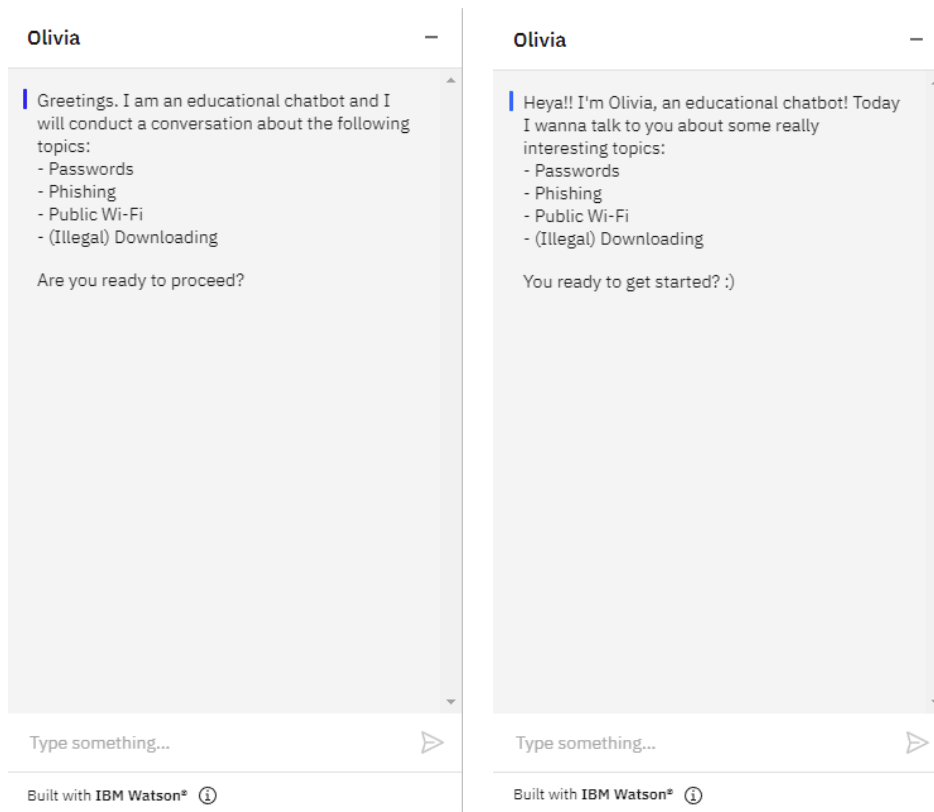 Olivia
Greetings. I am an educational chatbot and I
will conduct a conversation about the following
topics:
- Passwords
- Phishing
- Public Wi-Fi
- (Illegal) Downloading
Are you ready to proceed?
Type something...
Built with IBM Watson®
Olivia
Heya!! I'm Olivia, an educational chatbot! Today
I wanna talk to you about some really
interesting topics:
- Passwords
- Phishing
- Public Wi-Fi
- (Illegal) Downloading
You ready to get started? :)
Type something...
Built with IBM Watson®